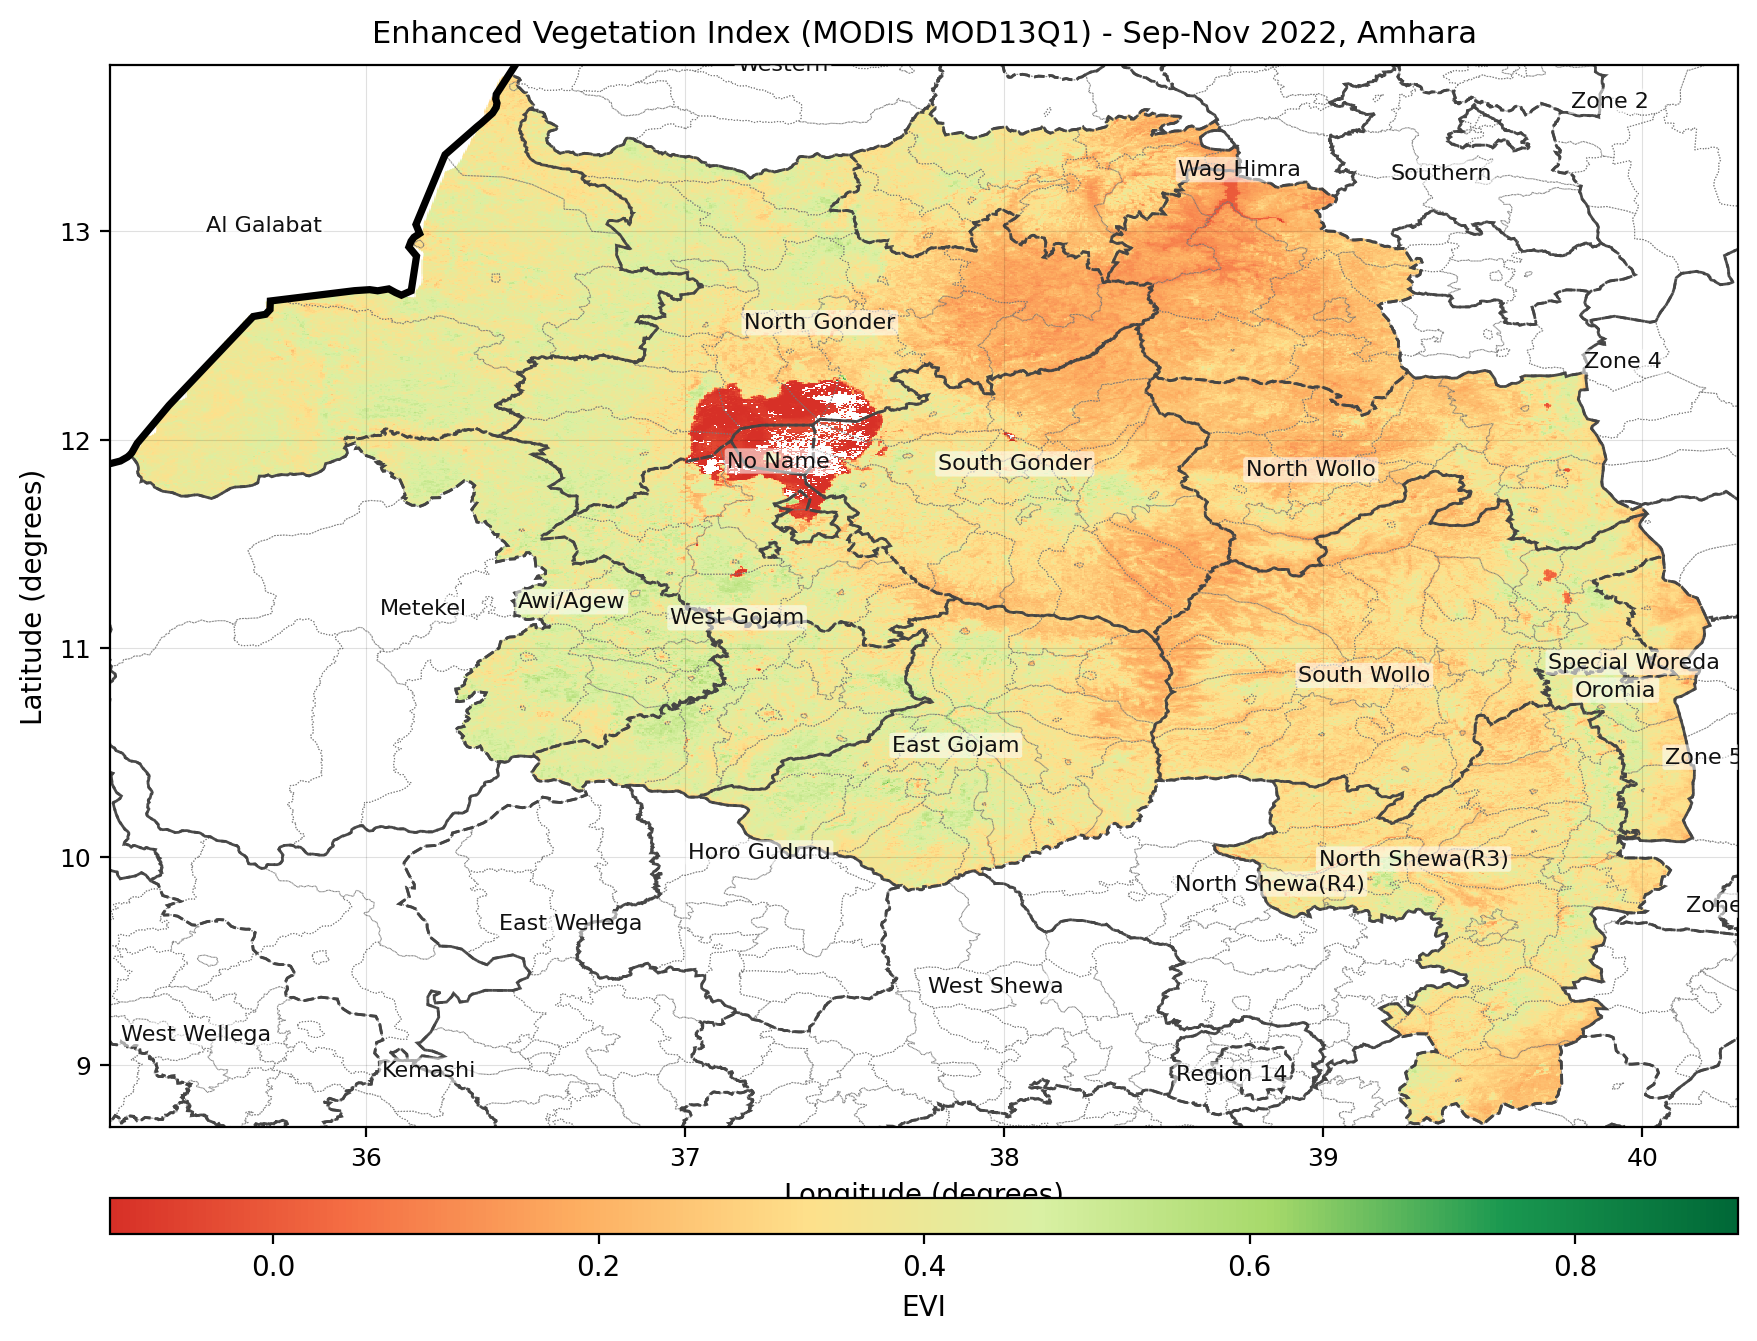 Enhanced Vegetation Index (MODIS MOD13Q1) - Sep-Nov 2022, Amhara
Western
Zone 2
Wag Himra
Southern
Al Galabat
13
North Gonder
Zone 4
12
No Name
South Gonder
North Wollo
Metekel
Awi/Agew
West Gojam
11
South Wollo
Special Woreda
Oromia
East Gojam
Zone 5
10
Horo Guduru
North Shewa(R3)
North Shewa(R4)
Zone
East Wellega
West Shewa
West Wellega
9
Kemashi
Region 14
Latitude (degrees)
36 37 38 39 40
Longitude (degrees)
0.0 0.2 0.4 0.6 0.8
EVI